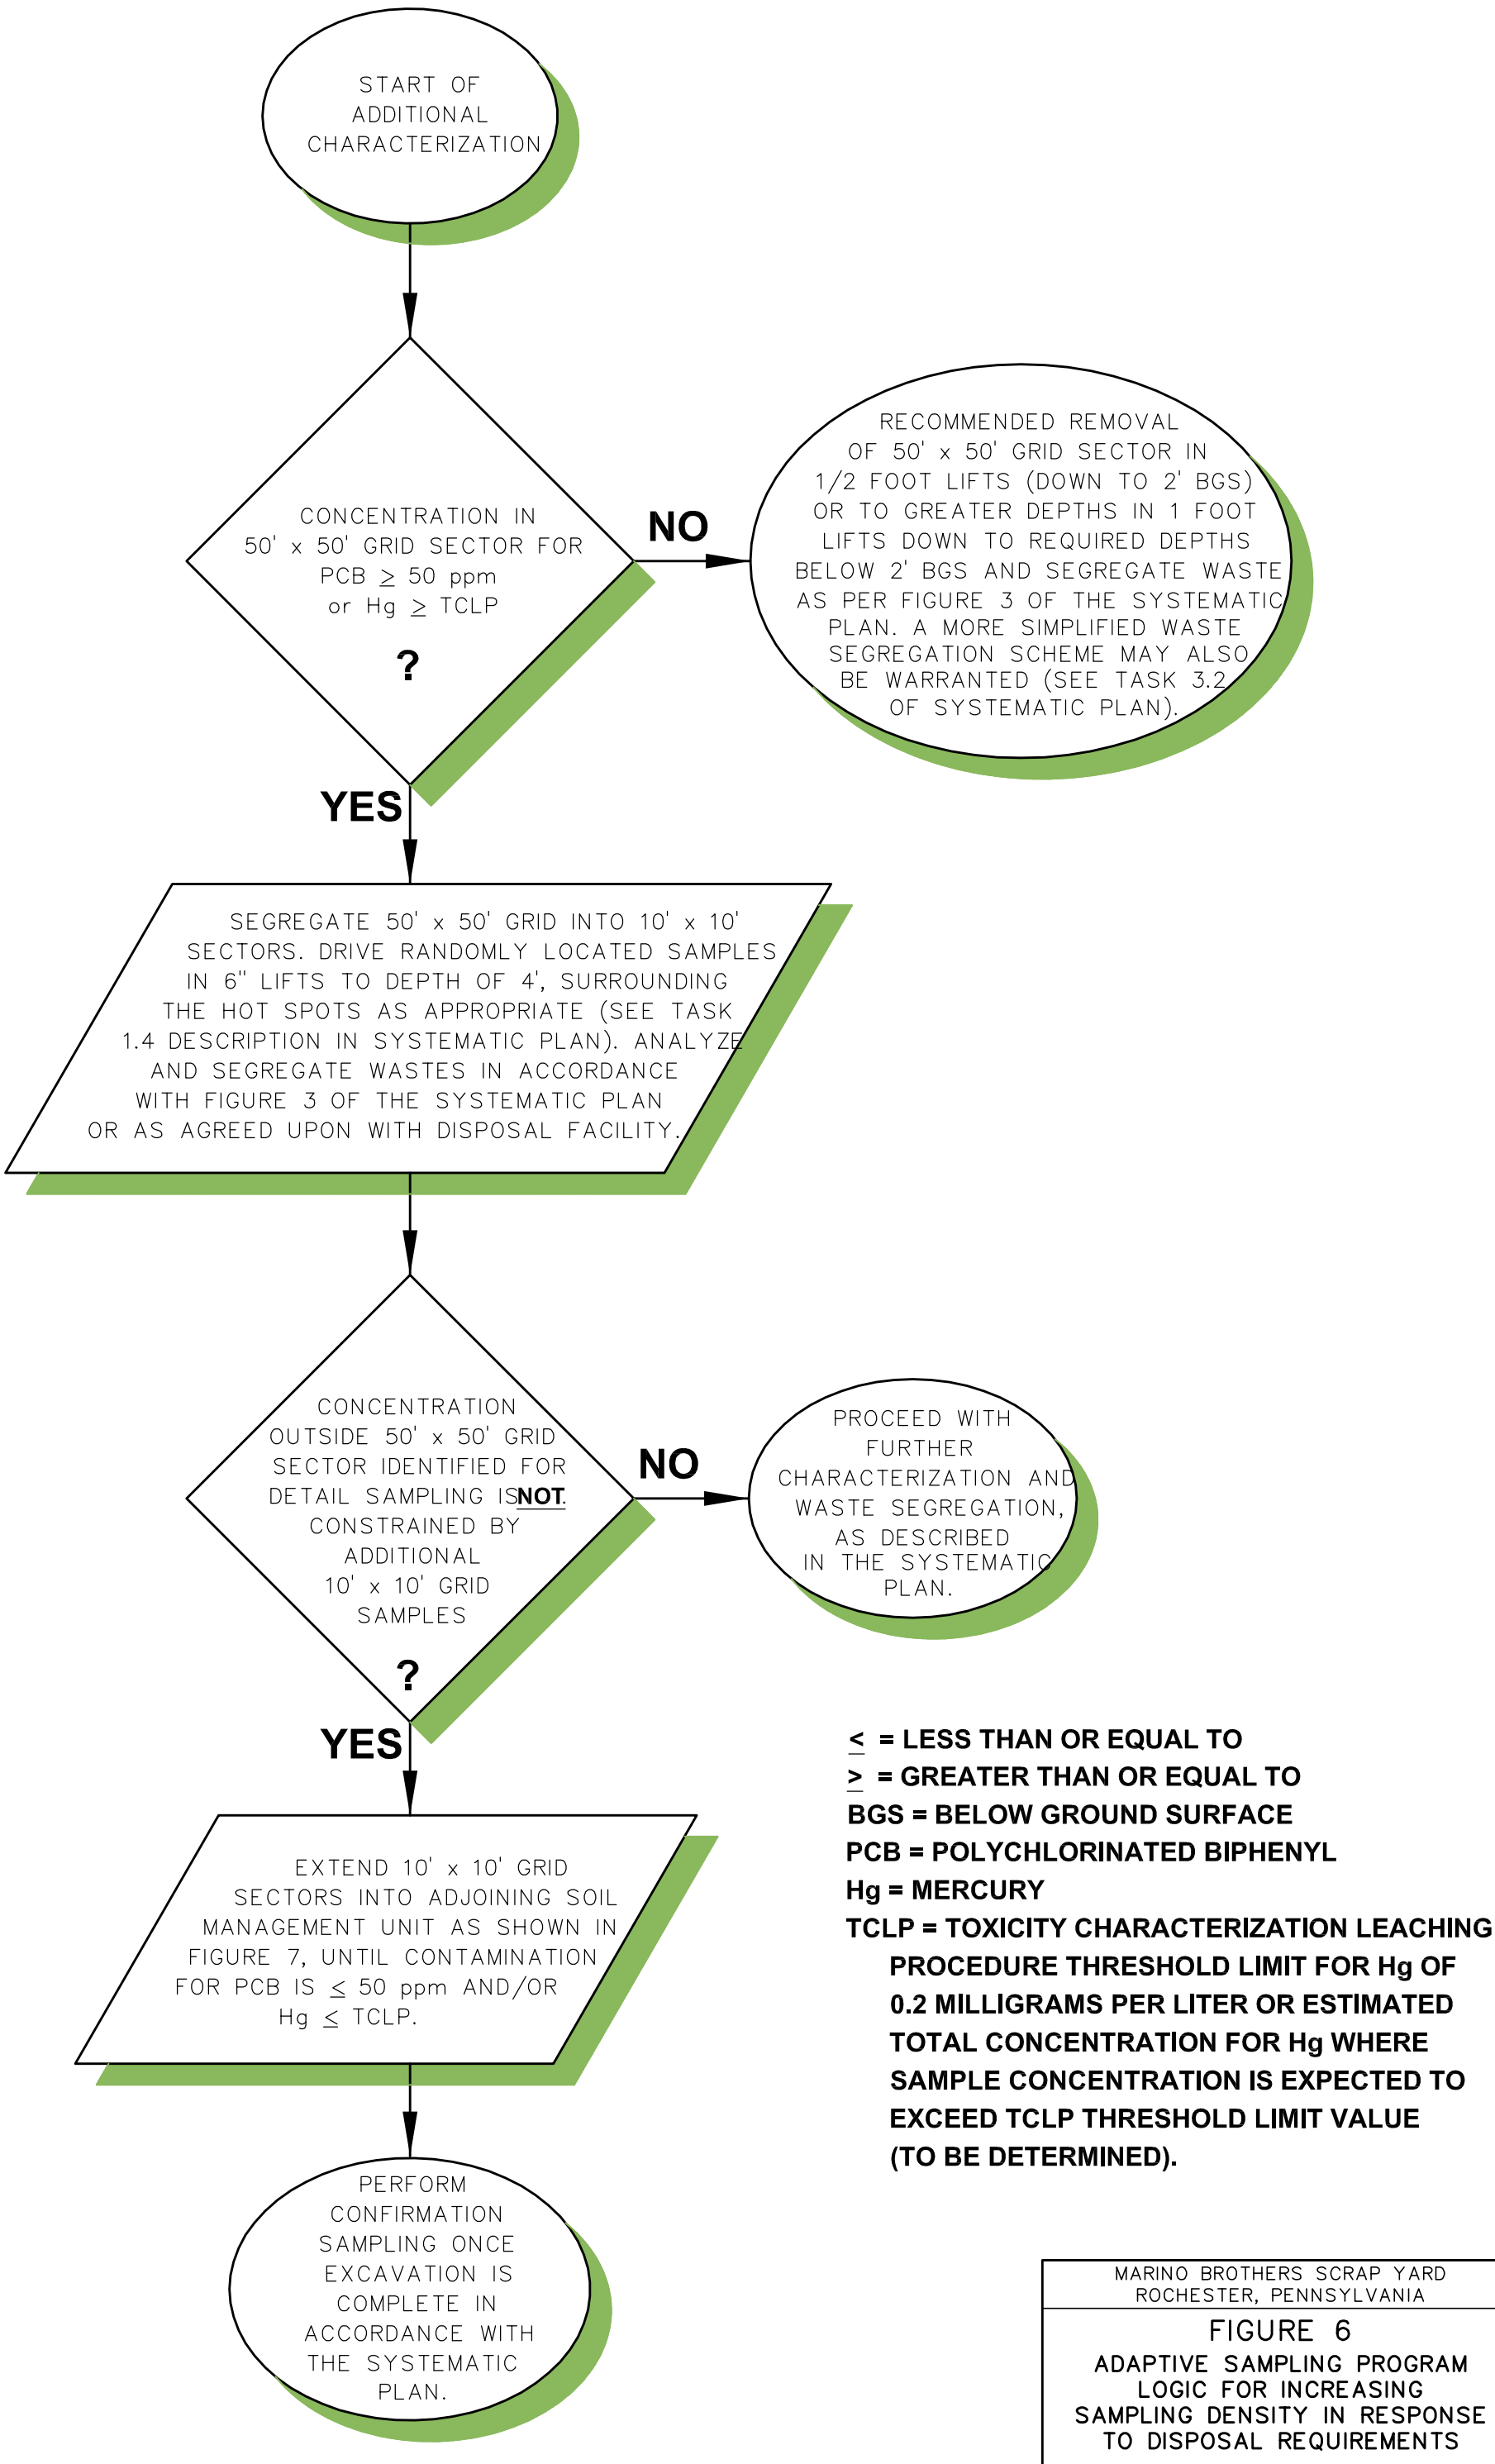 START OF
ADDITIONAL
CHARACTERIZATION
CONCENTRATION IN
50' x 50' GRID SECTOR FOR
PCB ≥ 50 ppm
or Hg ≥ TCLP
?
NO
RECOMMENDED REMOVAL
OF 50' x 50' GRID SECTOR IN
1/2 FOOT LIFTS (DOWN TO 2' BGS)
OR TO GREATER DEPTHS IN 1 FOOT
LIFTS DOWN TO REQUIRED DEPTHS
BELOW 2' BGS AND SEGREGATE WASTE
AS PER FIGURE 3 OF THE SYSTEMATIC
PLAN. A MORE SIMPLIFIED WASTE
SEGREGATION SCHEME MAY ALSO
BE WARRANTED (SEE TASK 3.2
OF SYSTEMATIC PLAN).
YES
SEGREGATE 50' x 50' GRID INTO 10' x 10'
SECTORS. DRIVE RANDOMLY LOCATED SAMPLES
IN 6" LIFTS TO DEPTH OF 4', SURROUNDING
THE HOT SPOTS AS APPROPRIATE (SEE TASK
1.4 DESCRIPTION IN SYSTEMATIC PLAN). ANALYZE
AND SEGREGATE WASTES IN ACCORDANCE
WITH FIGURE 3 OF THE SYSTEMATIC PLAN
OR AS AGREED UPON WITH DISPOSAL FACILITY.
CONCENTRATION
OUTSIDE 50' x 50' GRID
SECTOR IDENTIFIED FOR
DETAIL SAMPLING IS NOT
CONSTRAINED BY
ADDITIONAL
10' x 10' GRID
SAMPLES
?
NO
PROCEED WITH
FURTHER
CHARACTERIZATION AND
WASTE SEGREGATION,
AS DESCRIBED
IN THE SYSTEMATIC
PLAN.
YES
EXTEND 10' x 10' GRID
SECTORS INTO ADJOINING SOIL
MANAGEMENT UNIT AS SHOWN IN
FIGURE 7, UNTIL CONTAMINATION
FOR PCB IS ≤ 50 ppm AND/OR
Hg ≤ TCLP.
PERFORM
CONFIRMATION
SAMPLING ONCE
EXCAVATION IS
COMPLETE IN
ACCORDANCE WITH
THE SYSTEMATIC
PLAN.
≤ = LESS THAN OR EQUAL TO
≥ = GREATER THAN OR EQUAL TO
BGS = BELOW GROUND SURFACE
PCB = POLYCHLORINATED BIPHENYL
Hg = MERCURY
TCLP = TOXICITY CHARACTERIZATION LEACHING
PROCEDURE THRESHOLD LIMIT FOR Hg OF
0.2 MILLIGRAMS PER LITER OR ESTIMATED
TOTAL CONCENTRATION FOR Hg WHERE
SAMPLE CONCENTRATION IS EXPECTED TO
EXCEED TCLP THRESHOLD LIMIT VALUE
(TO BE DETERMINED).
MARINO BROTHERS SCRAP YARD
ROCHESTER, PENNSYLVANIA
FIGURE 6
ADAPTIVE SAMPLING PROGRAM
LOGIC FOR INCREASING
SAMPLING DENSITY IN RESPONSE
TO DISPOSAL REQUIREMENTS